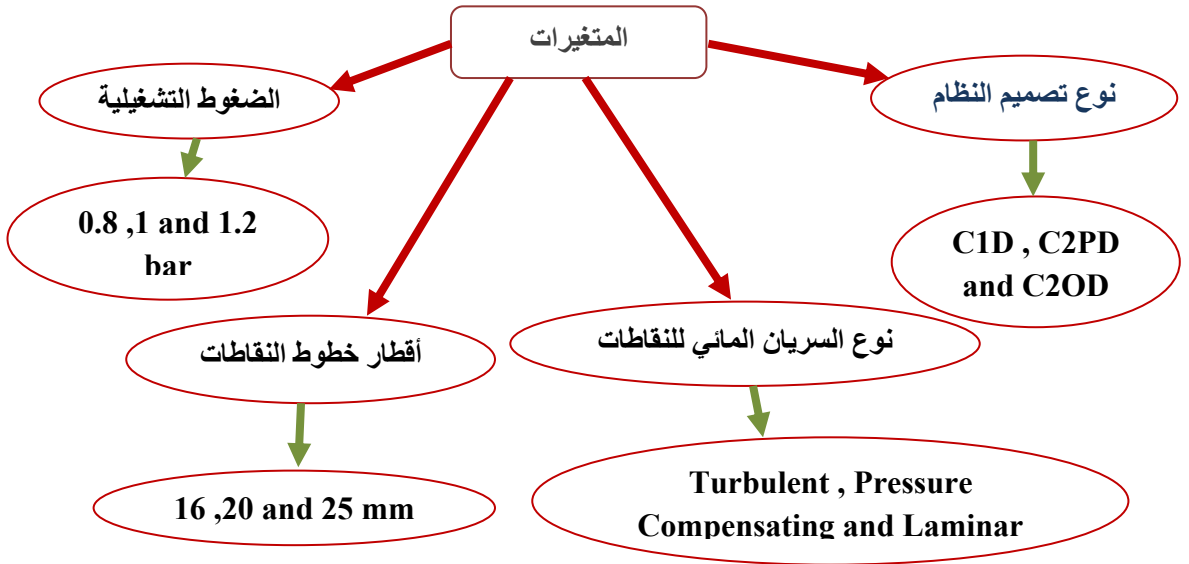 المتغيرات
نوع تصميم النظام
الضغوط التشغيلية
C1D , C2PD
and C2OD
0.8 ,1 and 1.2
bar
نوع السريان المائي للنقاطات
أقطار خطوط النقاطات
Turbulent , Pressure
Compensating and Laminar
16 ,20 and 25 mm